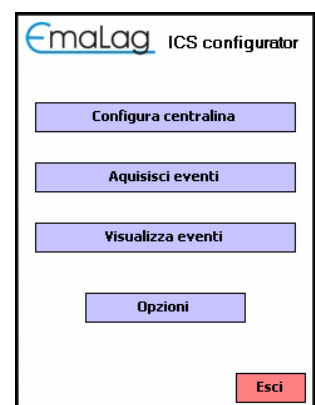 EmaLag ICS configurator
Configura centralina
Aquisisci eventi
Visualizza eventi
Opzioni
Esci